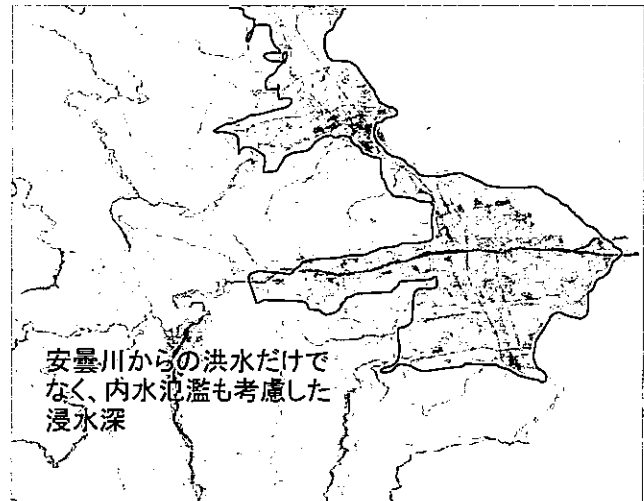 安曇川からの洪水だけで
なく、内水氾濫も考慮した
浸水深